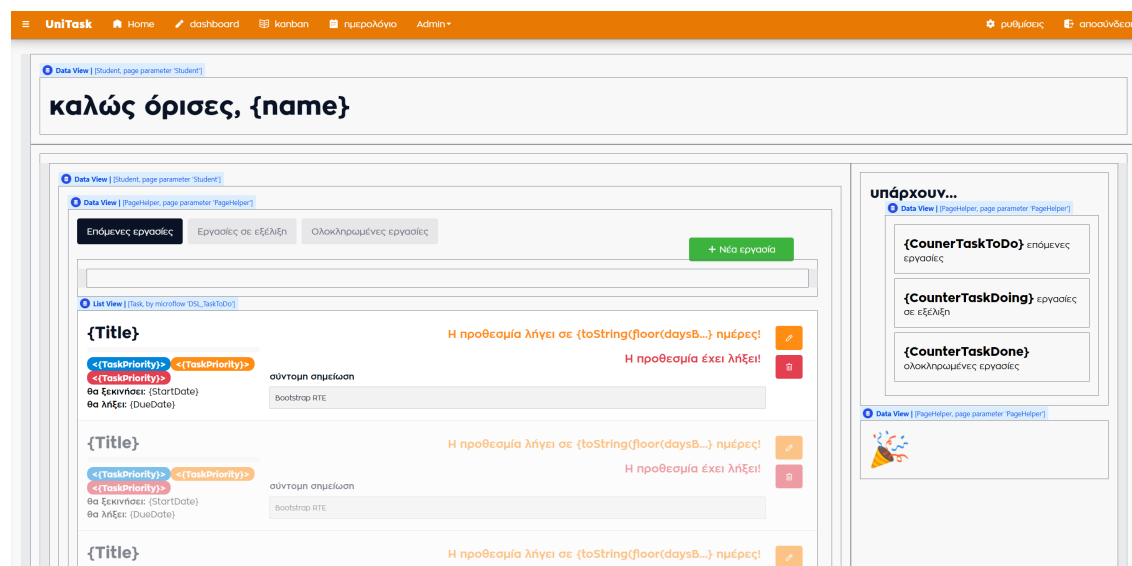 UniTask Home dashboard kanban ημερολόγιο Admin ρυθμίσεις αποσύνδεση
Data View | [Student, page parameter 'Student']
καλώς όρισες, {name}
Data View | [Student, page parameter 'Student']
Data View | [PageHelper, page parameter 'PageHelper']
Επόμενες εργασίες Εργασίες σε εξέλιξη Ολοκληρωμένες εργασίες
+ Νέα εργασία
List View | [Task, by microflow 'DSL_TaskToDo']
{Title}
Η προθεσμία λήγει σε {toString(floor(daysB...} ημέρες!
Η προθεσμία έχει λήξει!
<{TaskPriority}> <{TaskPriority}>
<{TaskPriority}>
θα ξεκινήσει: {StartDate}
θα λήξει: {DueDate}
σύντομη σημείωση
Bootstrap RTE
{Title}
Η προθεσμία λήγει σε {toString(floor(daysB...} ημέρες!
Η προθεσμία έχει λήξει!
<{TaskPriority}> <{TaskPriority}>
<{TaskPriority}>
θα ξεκινήσει: {StartDate}
θα λήξει: {DueDate}
σύντομη σημείωση
Bootstrap RTE
{Title}
Η προθεσμία λήγει σε {toString(floor(daysB...} ημέρες!
υπάρχουν...
Data View | [PageHelper, page parameter 'PageHelper']
{CounerTaskToDo} επόμενες
εργασίες
{CounterTaskDoing} εργασίες
σε εξέλιξη
{CounterTaskDone}
ολοκληρωμένες εργασίες
Data View | [PageHelper, page parameter 'PageHelper']